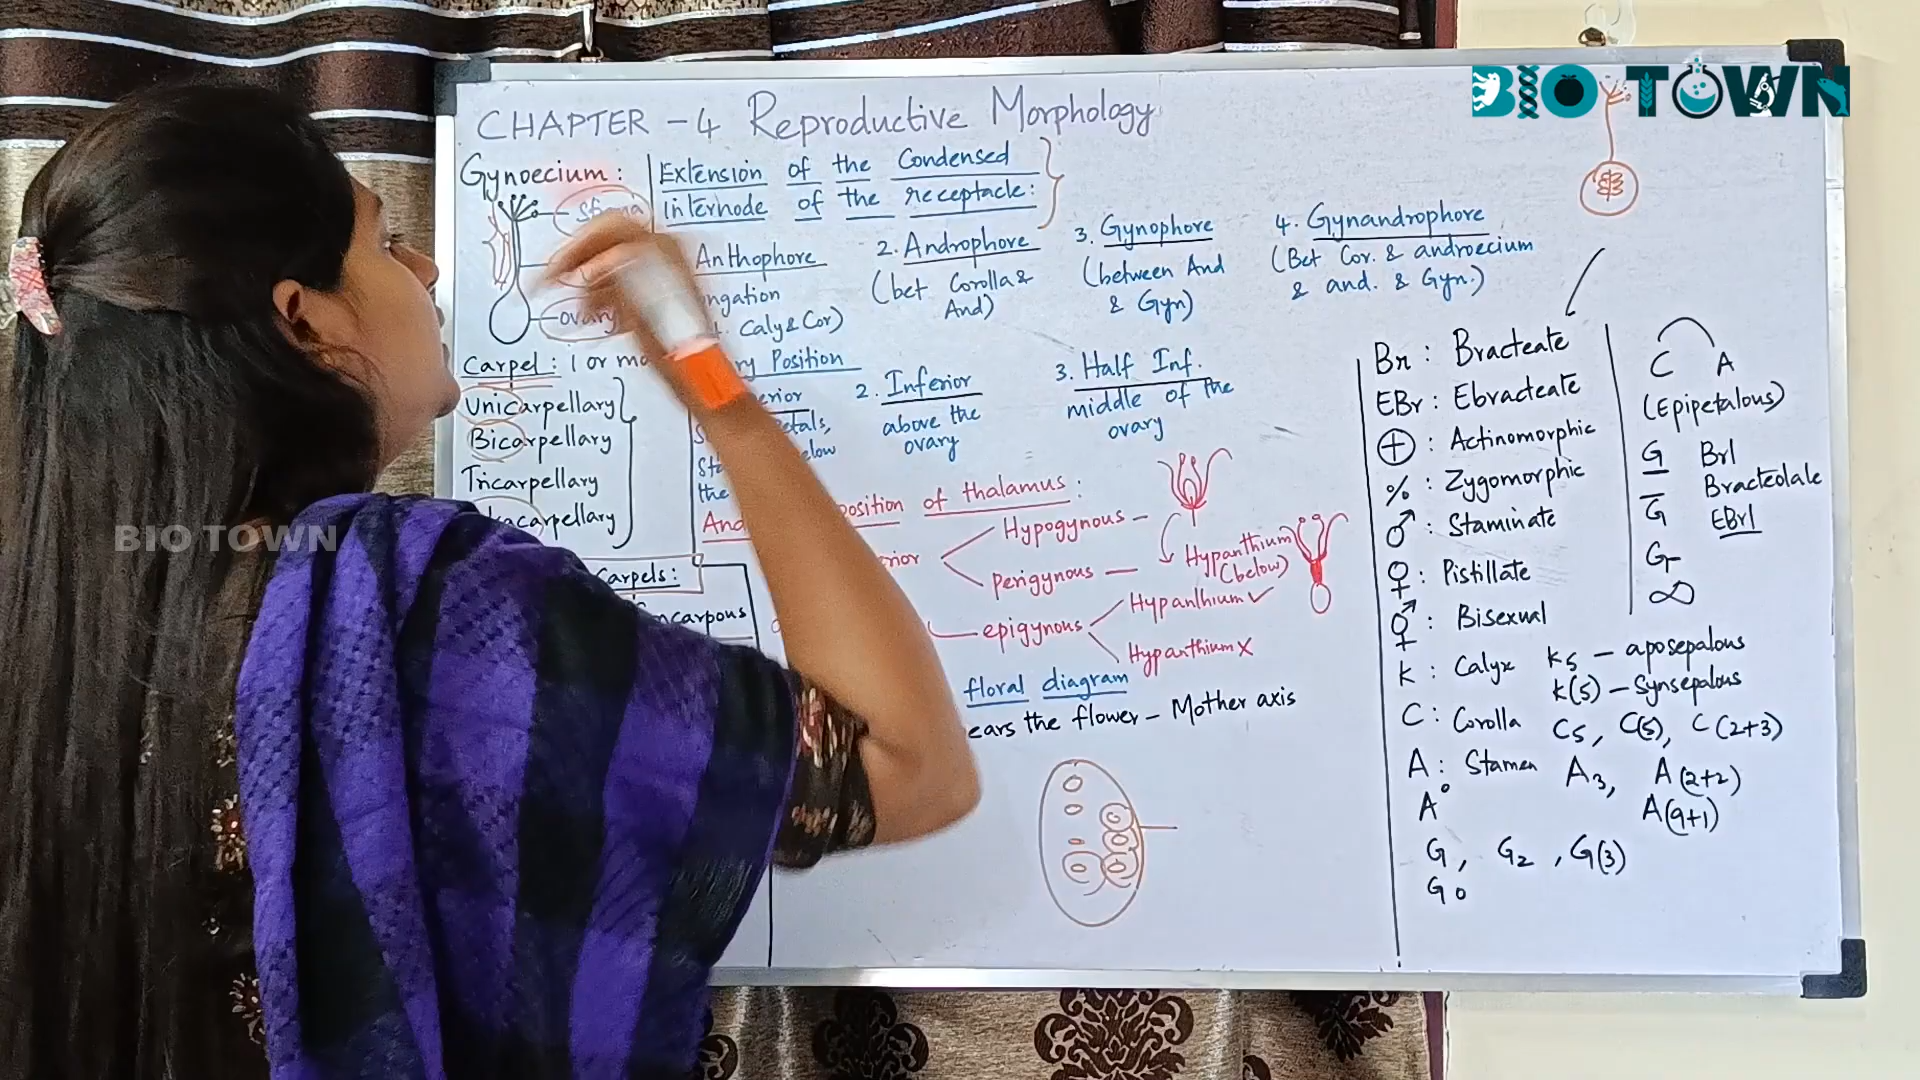 BIO TOWN
CHAPTER - 4 Reproductive Morphology
Gynoecium :
ovary
Carpel : 1 or
Unicarpellary
Bicarpellary
Tricarpellary
carpellary
Carpels :
Extension of the Condensed
internode of the receptacle :
Anthophore
Caly & Cor)
2. Androphore
(bet Corolla &
And)
3. Gynophore
(between And
& Gyn)
4. Gynandrophore
(Bet Cor. & androecium
& and. & Gyn.)
Position
2. Inferior
above the
ovary
3. Half Inf.
middle of the
ovary
the
position of thalamus :
Hypogynous -
perigynous -
Hypanthium
(below)
epigynous
Hypanthium ✓
Hypanthium X
floral diagram
the flower - Mother axis
Br : Bracteate
EBr : Ebracteate
⊕ : Actinomorphic
% : Zygomorphic
♂ : Staminate
♀ : Pistillate
⚥ : Bisexual
K : Calyx K5 - aposepalous
K(5) - Synsepalous
C : Corolla C5, C(5), C(2+3)
A : Stamen A3, A(2+2)
A° A(9+1)
G, G2, G(3)
G0
C A
(Epipetalous)
G Brl
Bracteolale
G EBrl
G-
∞
BIO TOWN